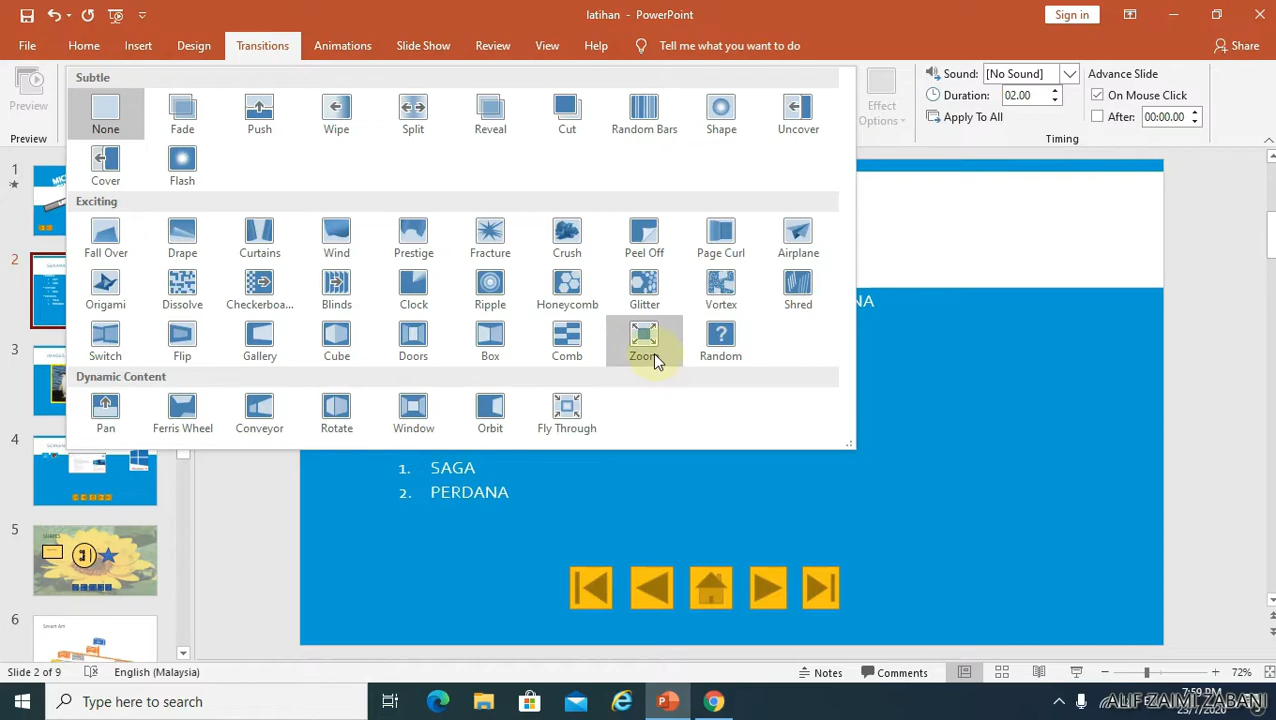 latihan - PowerPoint
Sign in
File Home Insert Design Transitions Animations Slide Show Review View Help Tell me what you want to do Share
Preview
Preview
Subtle
None Fade Push Wipe Split Reveal Cut Random Bars Shape Uncover
Cover Flash
Exciting
Fall Over Drape Curtains Wind Prestige Fracture Crush Peel Off Page Curl Airplane
Origami Dissolve Checkerboa... Blinds Clock Ripple Honeycomb Glitter Vortex Shred
Switch Flip Gallery Cube Doors Box Comb Zoom Random
Dynamic Content
Pan Ferris Wheel Conveyor Rotate Window Orbit Fly Through
Effect
Options
Sound: [No Sound]
Duration: 02.00
Apply To All
Advance Slide
On Mouse Click
After: 00:00.00
Timing
1
2
3
4
5
6
Smart Art
NA
1. SAGA
2. PERDANA
Slide 2 of 9 English (Malaysia) Notes Comments 72%
Type here to search
7:59 PM
ALIF ZAIMI ZABANI